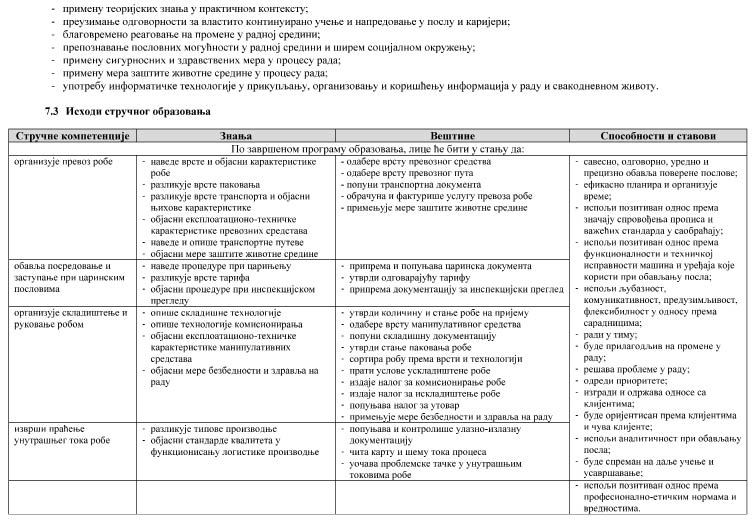 - примену теоријских знања у практичном контексту;
- преузимање одговорности за властито континуирано учење и напредовање у послу и каријери;
- благовремено реаговање на промене у радној средини;
- препознавање пословних могућности у радној средини и ширем социјалном окружењу;
- примену сигурносних и здравствених мера у процесу рада;
- примену мера заштите животне средине у процесу рада;
- употребу информатичке технологије у прикупљању, организовању и коришћењу информација у раду и свакодневном животу.
7.3 Исходи стручног образовања
Стручне компетенције
Знања
Вештине
Способности и ставови
По завршеном програму образовања, лице ће бити у стању да:
организује превоз робе
- наведе врсте и објасни карактеристике
робе
- разликује врсте паковања
- разликује врсте транспорта и објасни
њихове карактеристике
- објасни експлоатационо-техничке
карактеристике превозних средстава
- наведе и опише транспортне путеве
- објасни мере заштите животне средине
- одабере врсту превозног средства
- одабере врсту превозног пута
- попуни транспортна документа
- обрачуна и фактурише услугу превоза робе
- примењује мере заштите животне средине
- савесно, одговорно, уредно и
прецизно обавља поверене послове;
- ефикасно планира и организује
време;
- испољи позитиван однос према
значају спровођења прописа и
важећих стандарда у саобраћају;
- испољи позитиван однос према
функционалности и техничкој
исправности машина и уређаја које
користи при обављању посла;
- испољи љубазност,
комуникативност, предузимљивост,
флексибилност у односу према
сарадницима;
- ради у тиму;
- буде прилагодљив на промене у
раду;
- решава проблеме у раду;
- одреди приоритете;
- изгради и одржава односе са
клијентима;
- буде оријентисан према клијентима
и чува клијенте;
- испољи аналитичност при обављању
посла;
- буде спреман на даље учење и
усавршавање;
- испољи позитиван однос према
професионално-етичким нормама и
вредностима.
обавља посредовање и
заступање при царинским
пословима
- наведе процедуре при царињењу
- разликује врсте тарифа
- објасни процедуре при инспекцијском
прегледу
- припрема и попуњава царинска документа
- утврди одговарајућу тарифу
- припрема документацију за инспекцијски преглед
организује складиштење и
руковање робом
- опише складишне технологије
- опише технологије комисионирања
- објасни експлоатационо-техничке
карактеристике манипулативних
средстава
- објасни мере безбедности и здравља на
раду
- утврди количину и стање робе на пријему
- одабере врсту манипулативног средства
- попуни складишну документацију
- утврди стање паковања робе
- сортира робу према врсти и технологији
- прати услове ускладиштене робе
- издаје налог за комисионирање робе
- издаје налог за искладиштење робе
- попуњава налог за утовар
- примењује мере безбедности и здравља на раду
изврши праћење
унутрашњег тока робе
- разликује типове производње
- објасни стандарде квалитета у
функционисању логистике производње
- попуњава и контролише улазно-излазну
документацију
- чита карту и шему тока процеса
- уочава проблемске тачке у унутрашњим
токовима робе